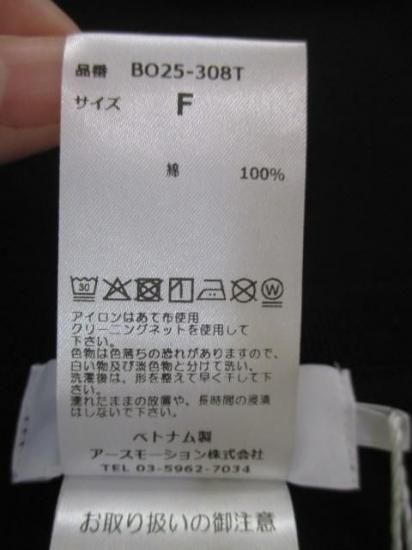 品番 BO25-308T
サイズ F
綿 100%
30
W
アイロンはあて布使用
クリーニングネットを使用して
下さい。
色物は色落ちの恐れがありますので、
白い物及び淡色物と分けて洗い、
洗濯後は、形を整えて早く干して下
さい。
濡れたままの放置や、長時間の浸漬
はしないで下さい。
ベトナム製
アースモーション株式会社
TEL 03-5962-7034
お取り扱いの御注意